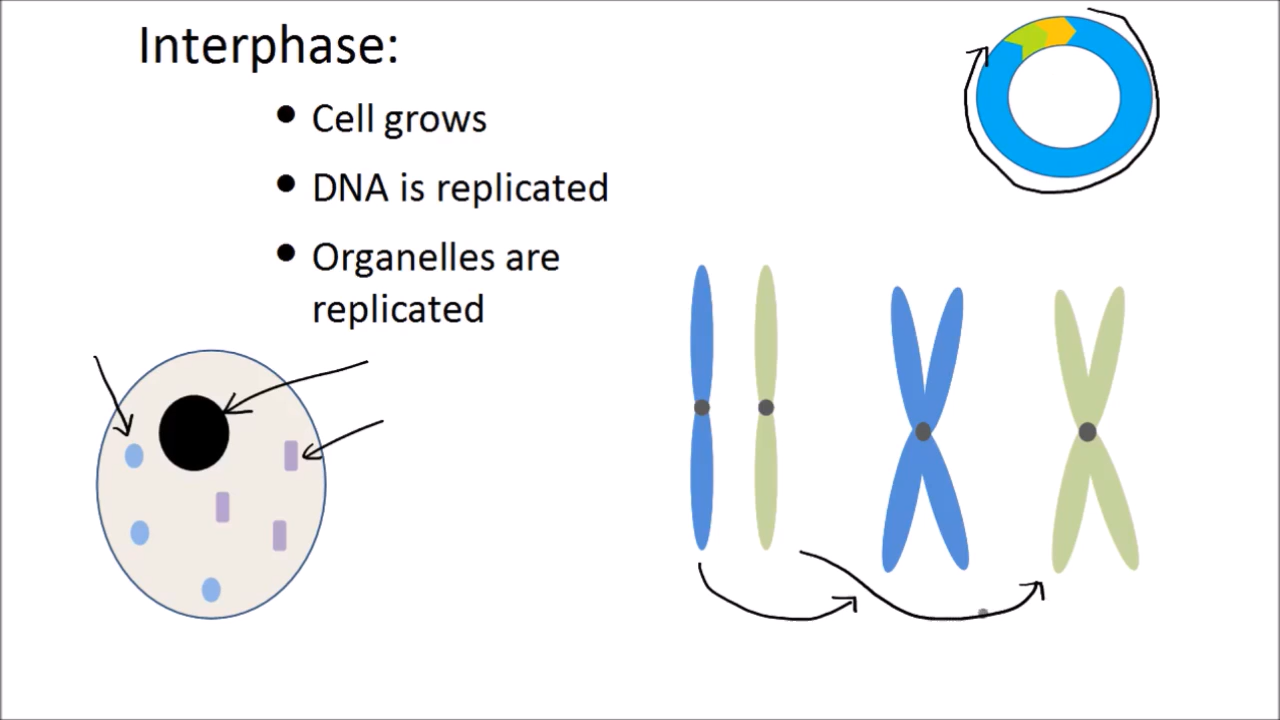 Interphase:
• Cell grows
• DNA is replicated
• Organelles are
replicated